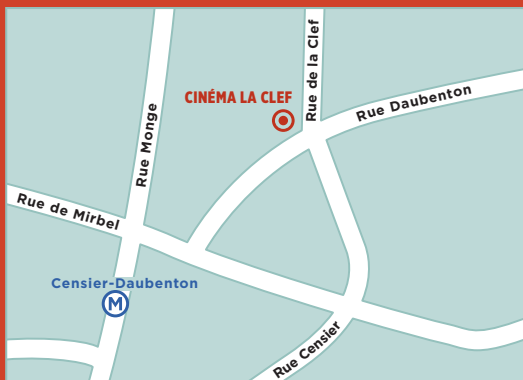 Rue de la Clef
CINÉMA LA CLEF
Rue Daubenton
Rue Monge
Rue de Mirbel
Censier-Daubenton
M
Rue Censier